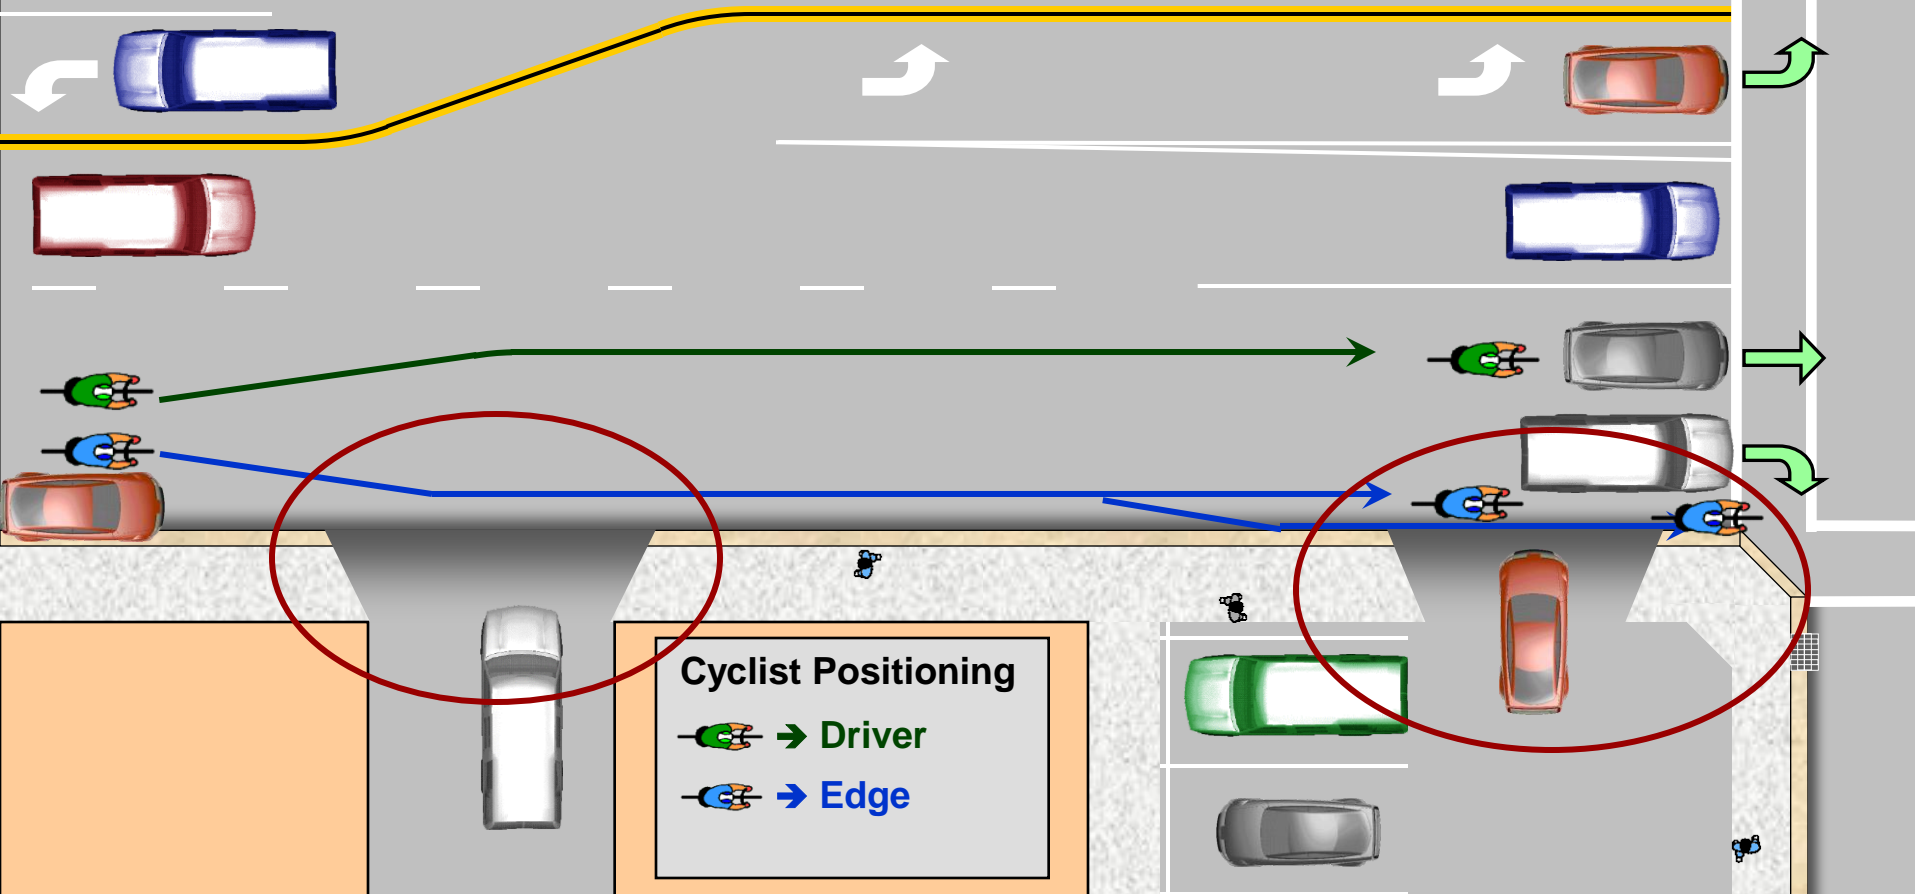 Cyclist Positioning
➔ Driver
➔ Edge